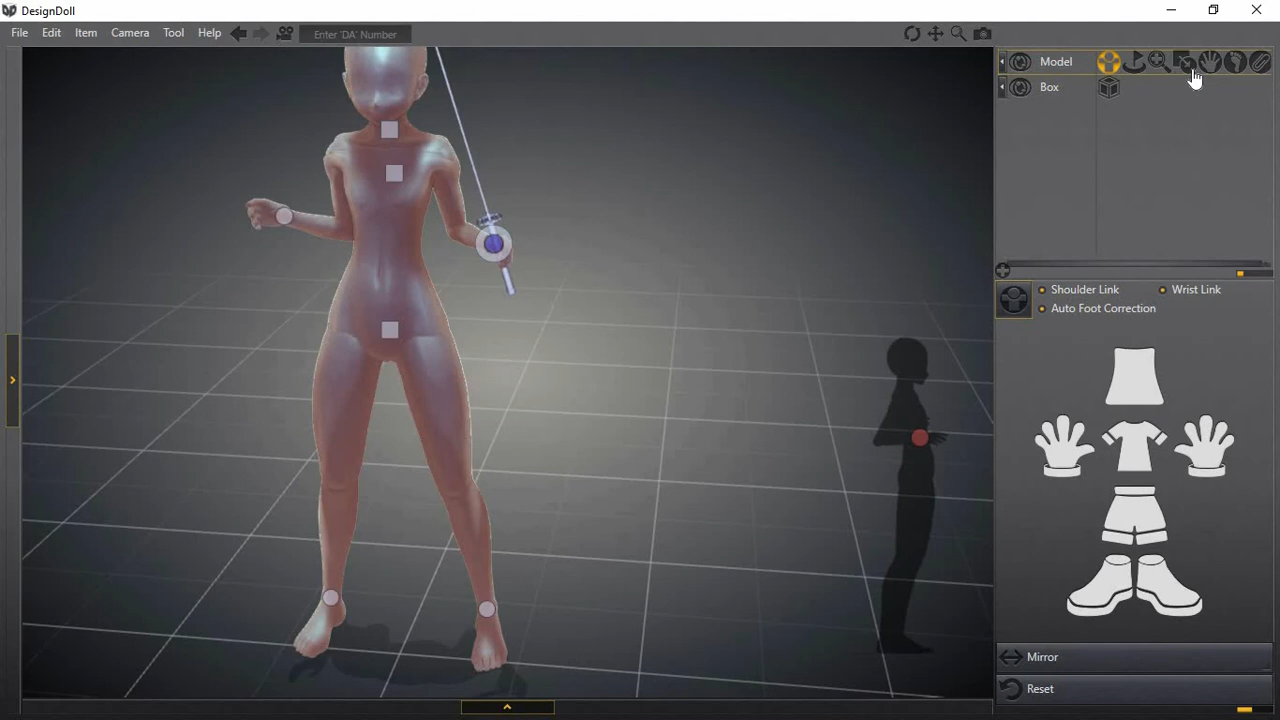 DesignDoll
File Edit Item Camera Tool Help Enter 'DA' Number
Model
Box
Shoulder Link Wrist Link
Auto Foot Correction
Mirror
Reset